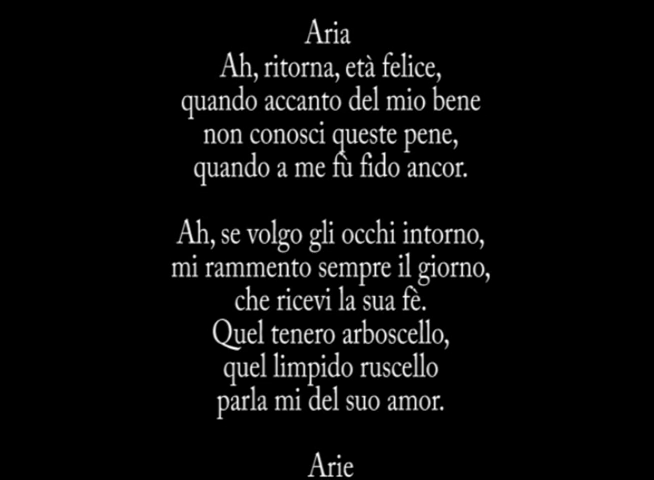 Aria
Ah, ritorna, età felice,
quando accanto del mio bene
non conosci queste pene,
quando a me fù fido ancor.
Ah, se volgo gli occhi intorno,
mi rammento sempre il giorno,
che ricevi la sua fè.
Quel tenero arboscello,
quel limpido ruscello
parla mi del suo amor.
Arie